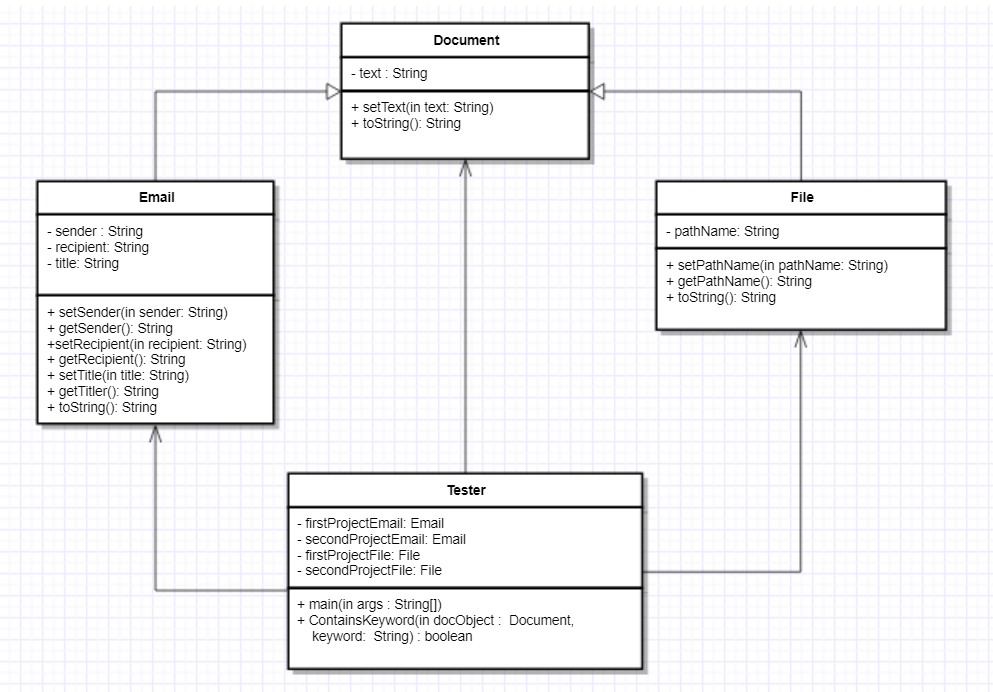 Document
- text : String
+ setText(in text: String)
+ toString(): String
Email
- sender : String
- recipient: String
- title: String
+ setSender(in sender: String)
+ getSender(): String
+setRecipient(in recipient: String)
+ getRecipient(): String
+ setTitle(in title: String)
+ getTitler(): String
+ toString(): String
File
- pathName: String
+ setPathName(in pathName: String)
+ getPathName(): String
+ toString(): String
Tester
- firstProjectEmail: Email
- secondProjectEmail: Email
- firstProjectFile: File
- secondProjectFile: File
+ main(in args : String[])
+ ContainsKeyword(in docObject : Document,
keyword: String) : boolean